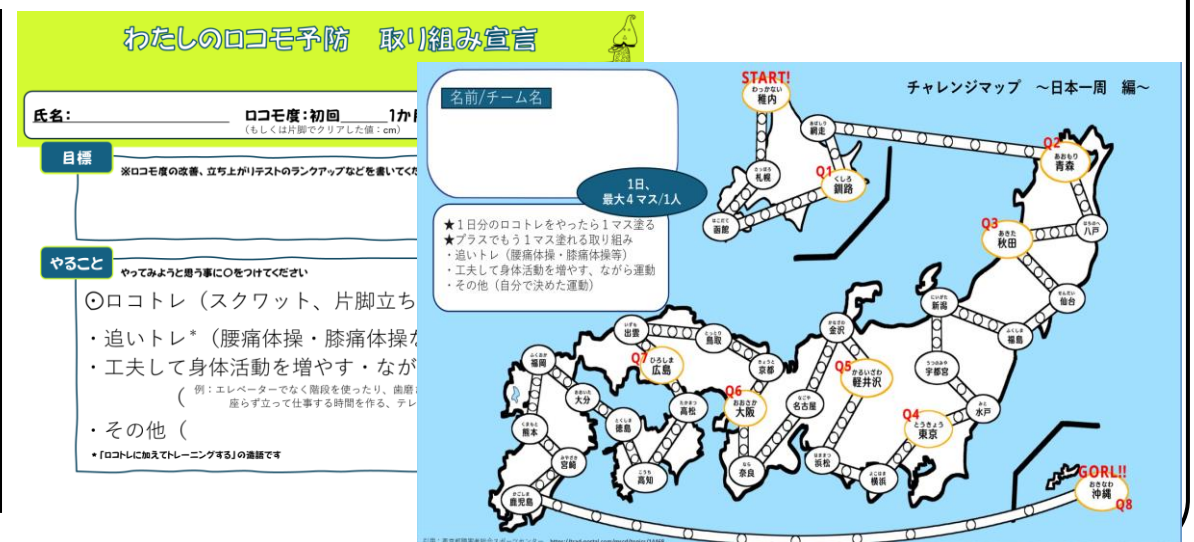 わたしのロコモ予防　取り組み宣言
氏名:
ロコモ度:初回 1か月
(もしくは片脚でクリアした値:cm)
目標
※ロコモ度の改善、立ち上がりテストのランクアップなどを書いてくだ
やること
やってみようと思う事に○をつけてください
⊙ロコトレ（スクワット、片脚立ち
・追いトレ*（腰痛体操・膝痛体操な
・工夫して身体活動を増やす・なが
（ 例：エレベーターでなく階段を使ったり、歯磨き
座らず立って仕事する時間を作る、テレ
・その他（
*「ロコトレに加えてトレーニングする」の造語です
チャレンジマップ　～日本一周　編～
名前/チーム名
1日、
最大4マス/1人
★1日分のロコトレをやったら1マス塗る
★プラスでもう1マス塗れる取り組み
・追いトレ（腰痛体操・膝痛体操等）
・工夫して身体活動を増やす、ながら運動
・その他（自分で決めた運動）
START!
わっかない
稚内
さっぽろ
札幌
はこだて
函館
Q1
くしろ
釧路
あばしり
網走
Q2
あおもり
青森
はちのへ
八戸
Q3
あきた
秋田
せんだい
仙台
ふくしま
福島
にいがた
新潟
うつのみや
宇都宮
みと
水戸
Q4
とうきょう
東京
よこはま
横浜
はままつ
浜松
Q5
かるいざわ
軽井沢
かなざわ
金沢
なごや
名古屋
なら
奈良
Q6
おおさか
大阪
きょうと
京都
とっとり
鳥取
いずも
出雲
Q7
ひろしま
広島
たかまつ
高松
こうち
高知
とくしま
徳島
おおいた
大分
ふくおか
福岡
くまもと
熊本
みやざき
宮崎
かごしま
鹿児島
GORL!!
おきなわ
沖縄
Q8